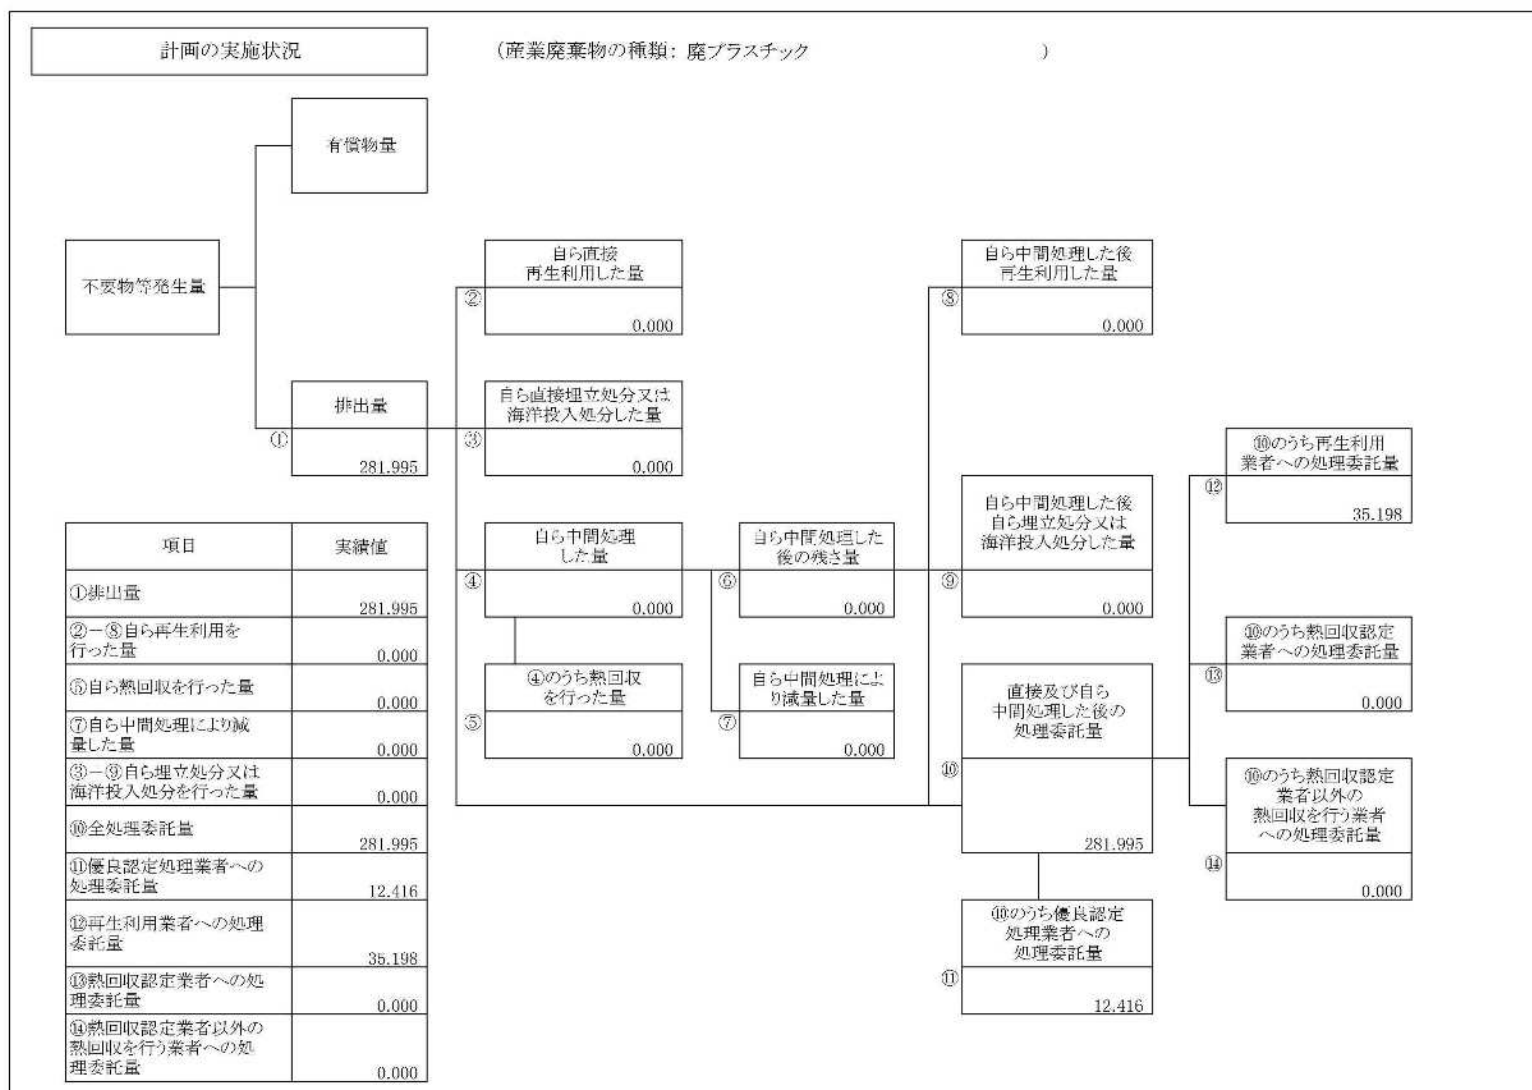 計画の実施状況
(産業廃棄物の種類: 廃プラスチック )
有償物量
不要物等発生量
自ら直接
再生利用した量
②
0.000
自ら中間処理した後
再生利用した量
⑧
0.000
排出量
①
281.995
自ら直接埋立処分又は
海洋投入処分した量
③
0.000
⑩のうち再生利用
業者への処理委託量
⑫
35.198
自ら中間処理
した量
④
0.000
自ら中間処理した
後の残さ量
⑥
0.000
自ら中間処理した後
自ら埋立処分又は
海洋投入処分した量
⑨
0.000
⑩のうち熱回収認定
業者への処理委託量
⑬
0.000
④のうち熱回収
を行った量
⑤
0.000
自ら中間処理によ
り減量した量
⑦
0.000
直接及び自ら
中間処理した後の
処理委託量
⑩
281.995
⑩のうち熱回収認定
業者以外の
熱回収を行う業者
への処理委託量
⑭
0.000
⑩のうち優良認定
処理業者への
処理委託量
⑪
12.416
項目 実績値
①排出量
281.995
②-⑧自ら再生利用を
行った量 0.000
⑤自ら熱回収を行った量
0.000
⑦自ら中間処理により減
量した量 0.000
③-⑨自ら埋立処分又は
海洋投入処分を行った量 0.000
⑩全処理委託量
281.995
⑪優良認定処理業者への
処理委託量 12.416
⑫再生利用業者への処理
委託量
35.198
⑬熱回収認定業者への処
理委託量 0.000
⑭熱回収認定業者以外の
熱回収を行う業者への処
理委託量 0.000